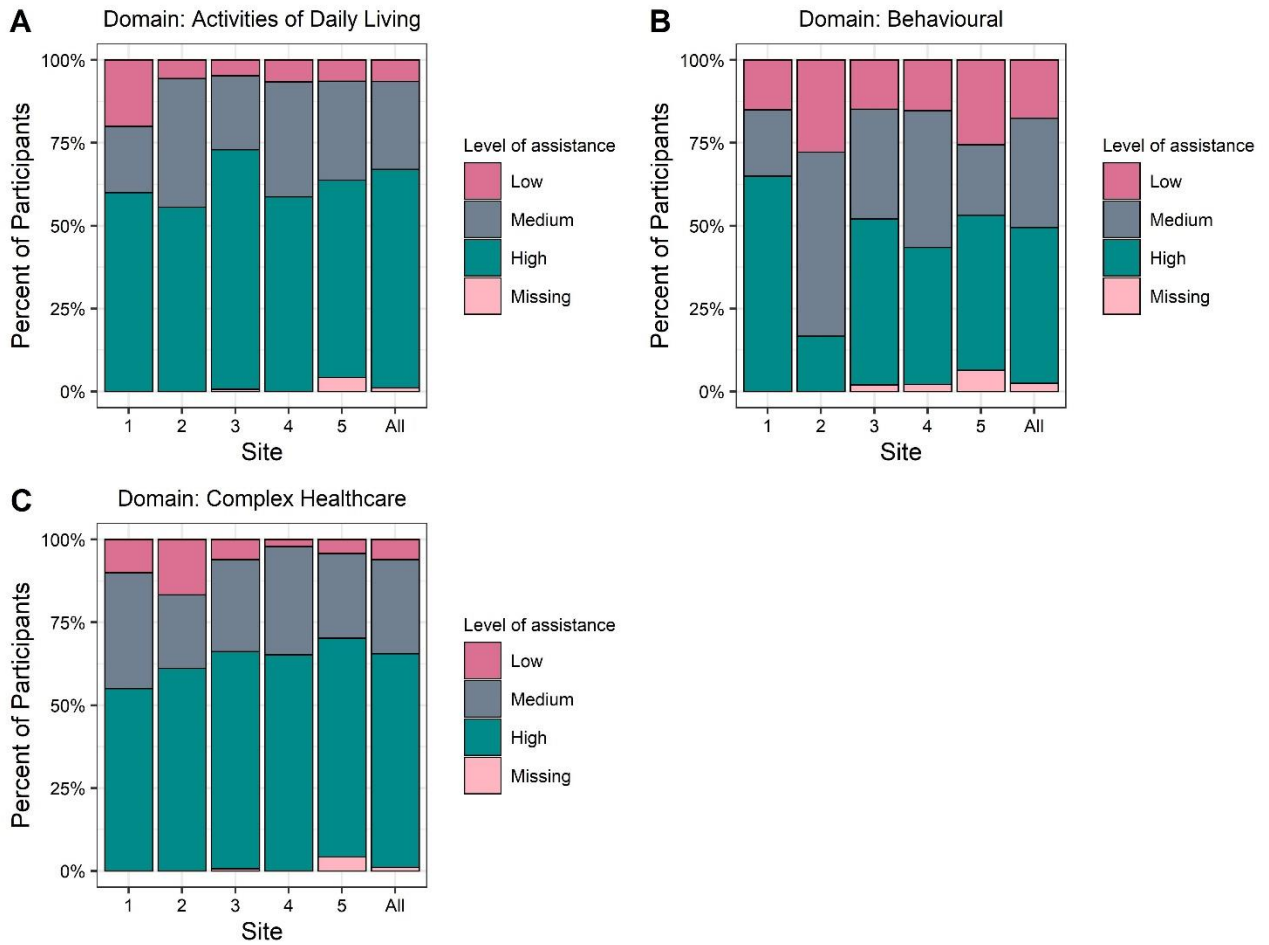 A
Domain: Activities of Daily Living
100%
75%
50%
25%
0%
Percent of Participants
1 2 3 4 5 All
Site
Level of assistance
Low
Medium
High
Missing
B
Domain: Behavioural
100%
75%
50%
25%
0%
Percent of Participants
1 2 3 4 5 All
Site
Level of assistance
Low
Medium
High
Missing
C
Domain: Complex Healthcare
100%
75%
50%
25%
0%
Percent of Participants
1 2 3 4 5 All
Site
Level of assistance
Low
Medium
High
Missing